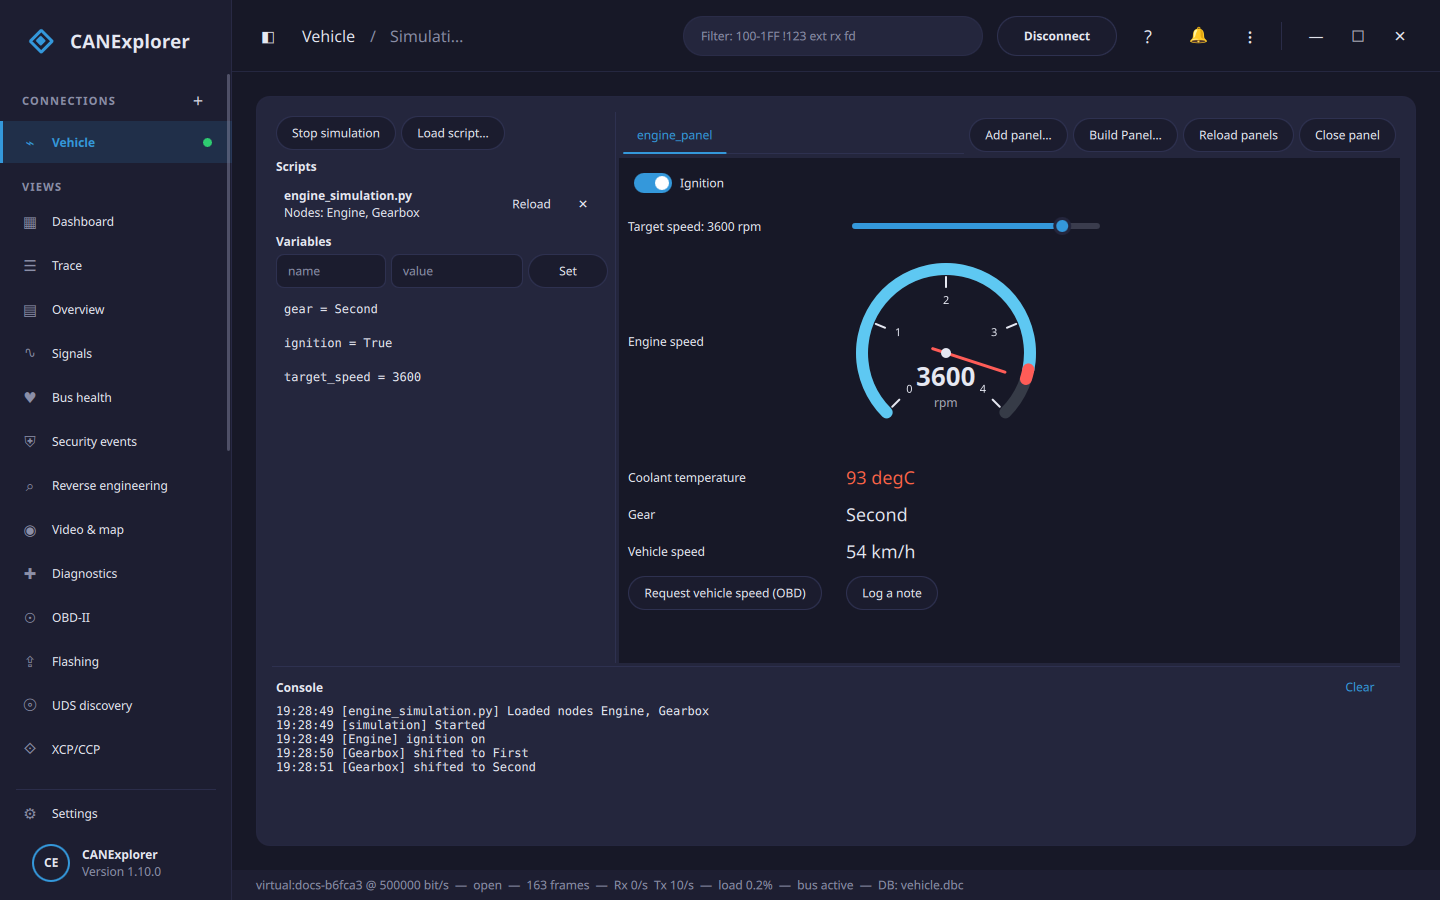 CANExplorer
CONNECTIONS
+
Vehicle
VIEWS
Dashboard
Trace
Overview
Signals
Bus health
Security events
Reverse engineering
Video & map
Diagnostics
OBD-II
Flashing
UDS discovery
XCP/CCP
Settings
CE
CANExplorer
Version 1.10.0
Vehicle / Simulati...
Filter: 100-1FF !123 ext rx fd
Disconnect
?
Stop simulation
Load script...
Scripts
engine_simulation.py
Nodes: Engine, Gearbox
Reload
Variables
name
value
Set
gear = Second
ignition = True
target_speed = 3600
engine_panel
Add panel...
Build Panel...
Reload panels
Close panel
Ignition
Target speed: 3600 rpm
Engine speed
0
1
2
3
4
3600
rpm
Coolant temperature
93 degC
Gear
Second
Vehicle speed
54 km/h
Request vehicle speed (OBD)
Log a note
Console
Clear
19:28:49 [engine_simulation.py] Loaded nodes Engine, Gearbox
19:28:49 [simulation] Started
19:28:49 [Engine] ignition on
19:28:50 [Gearbox] shifted to First
19:28:51 [Gearbox] shifted to Second
virtual:docs-b6fca3 @ 500000 bit/s — open — 163 frames — Rx 0/s Tx 10/s — load 0.2% — bus active — DB: vehicle.dbc